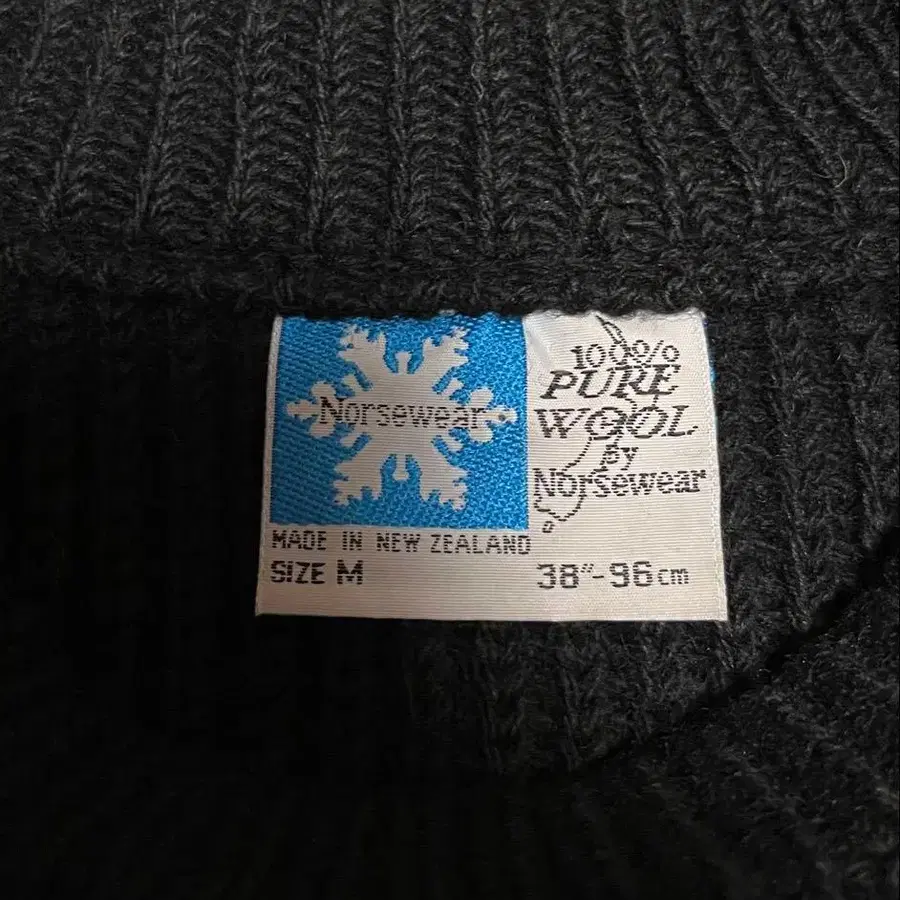 Norsewear
100%
PURE
WOOL
by
Norsewear
MADE IN NEW ZEALAND
SIZE M
38"-96cm